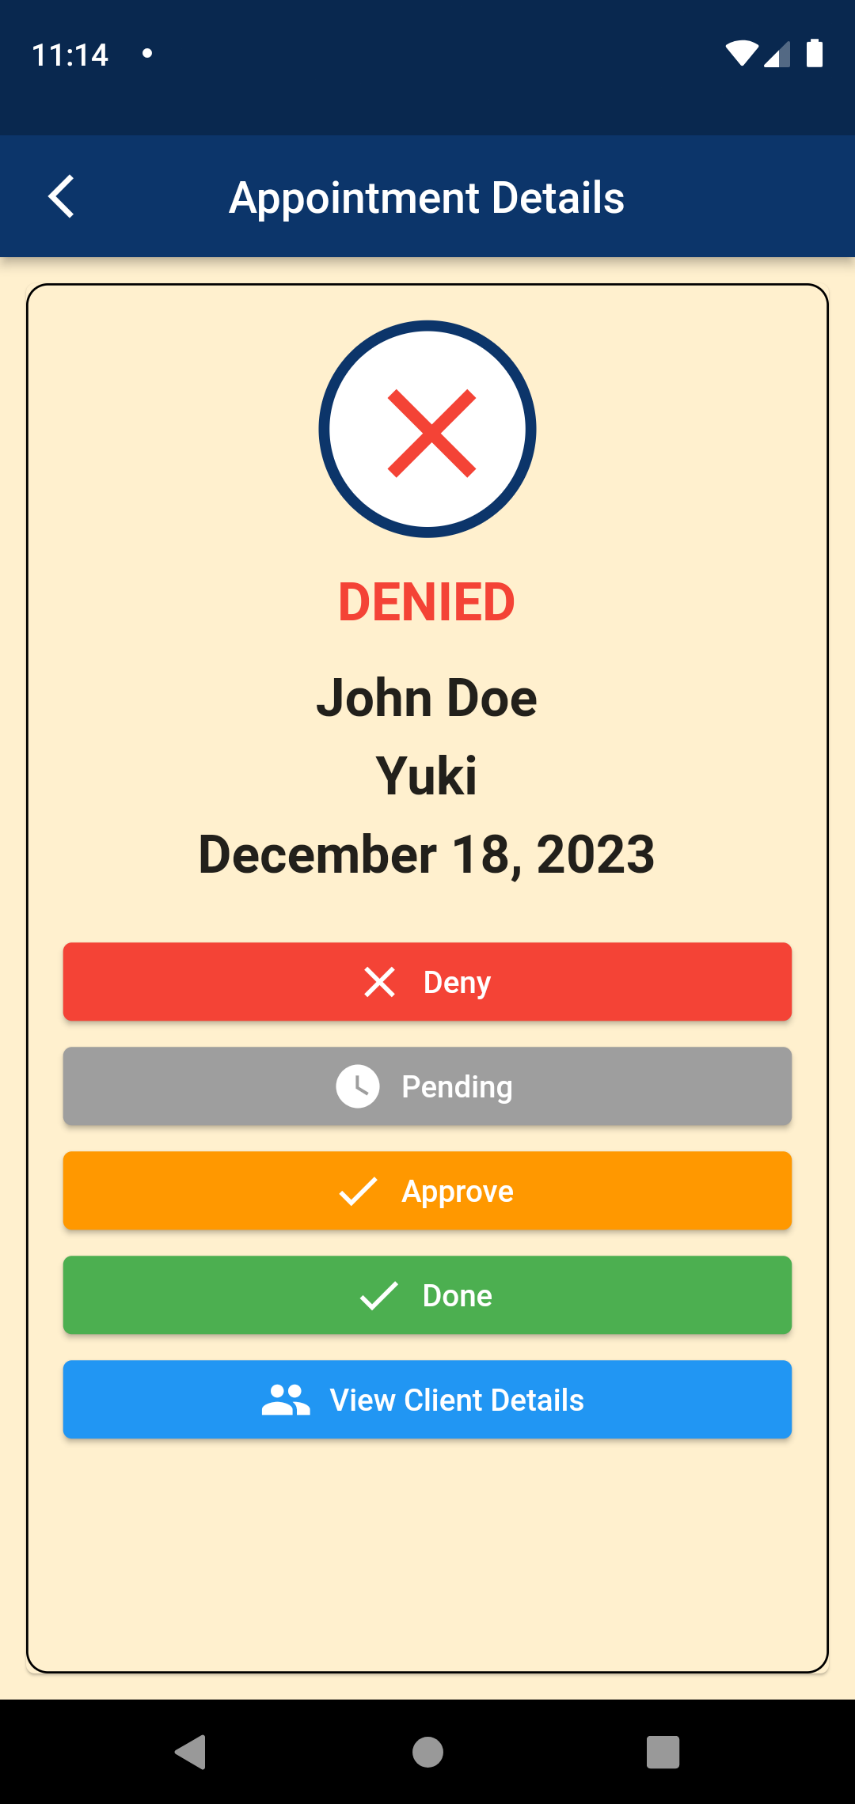 11:14
Appointment Details
DENIED
John Doe
Yuki
December 18, 2023
Deny
Pending
Approve
Done
View Client Details